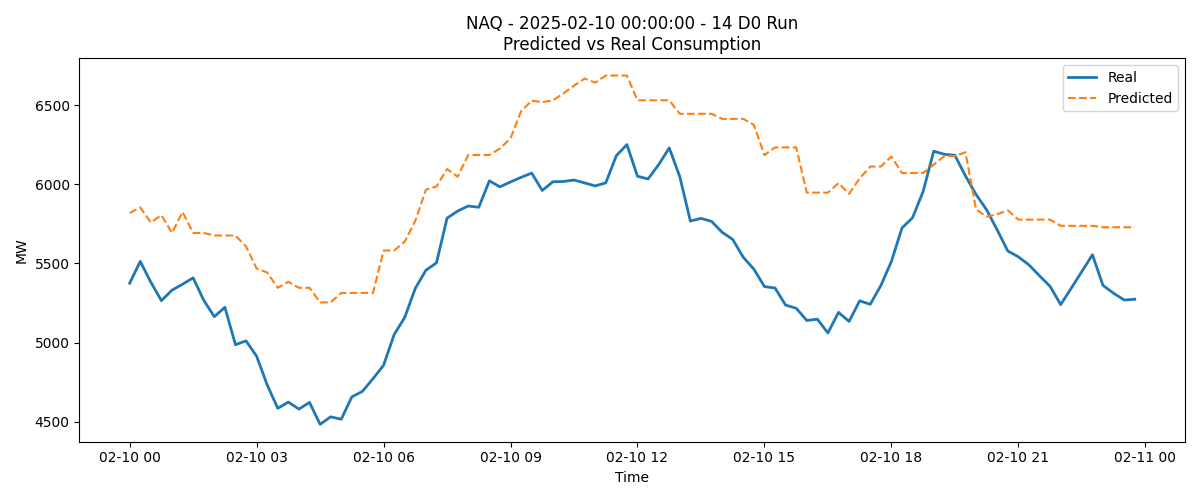 NAQ - 2025-02-10 00:00:00 - 14 D0 Run
Predicted vs Real Consumption
Real
Predicted
6500
6000
5500
5000
4500
MW
02-10 00 02-10 03 02-10 06 02-10 09 02-10 12 02-10 15 02-10 18 02-10 21 02-11 00
Time